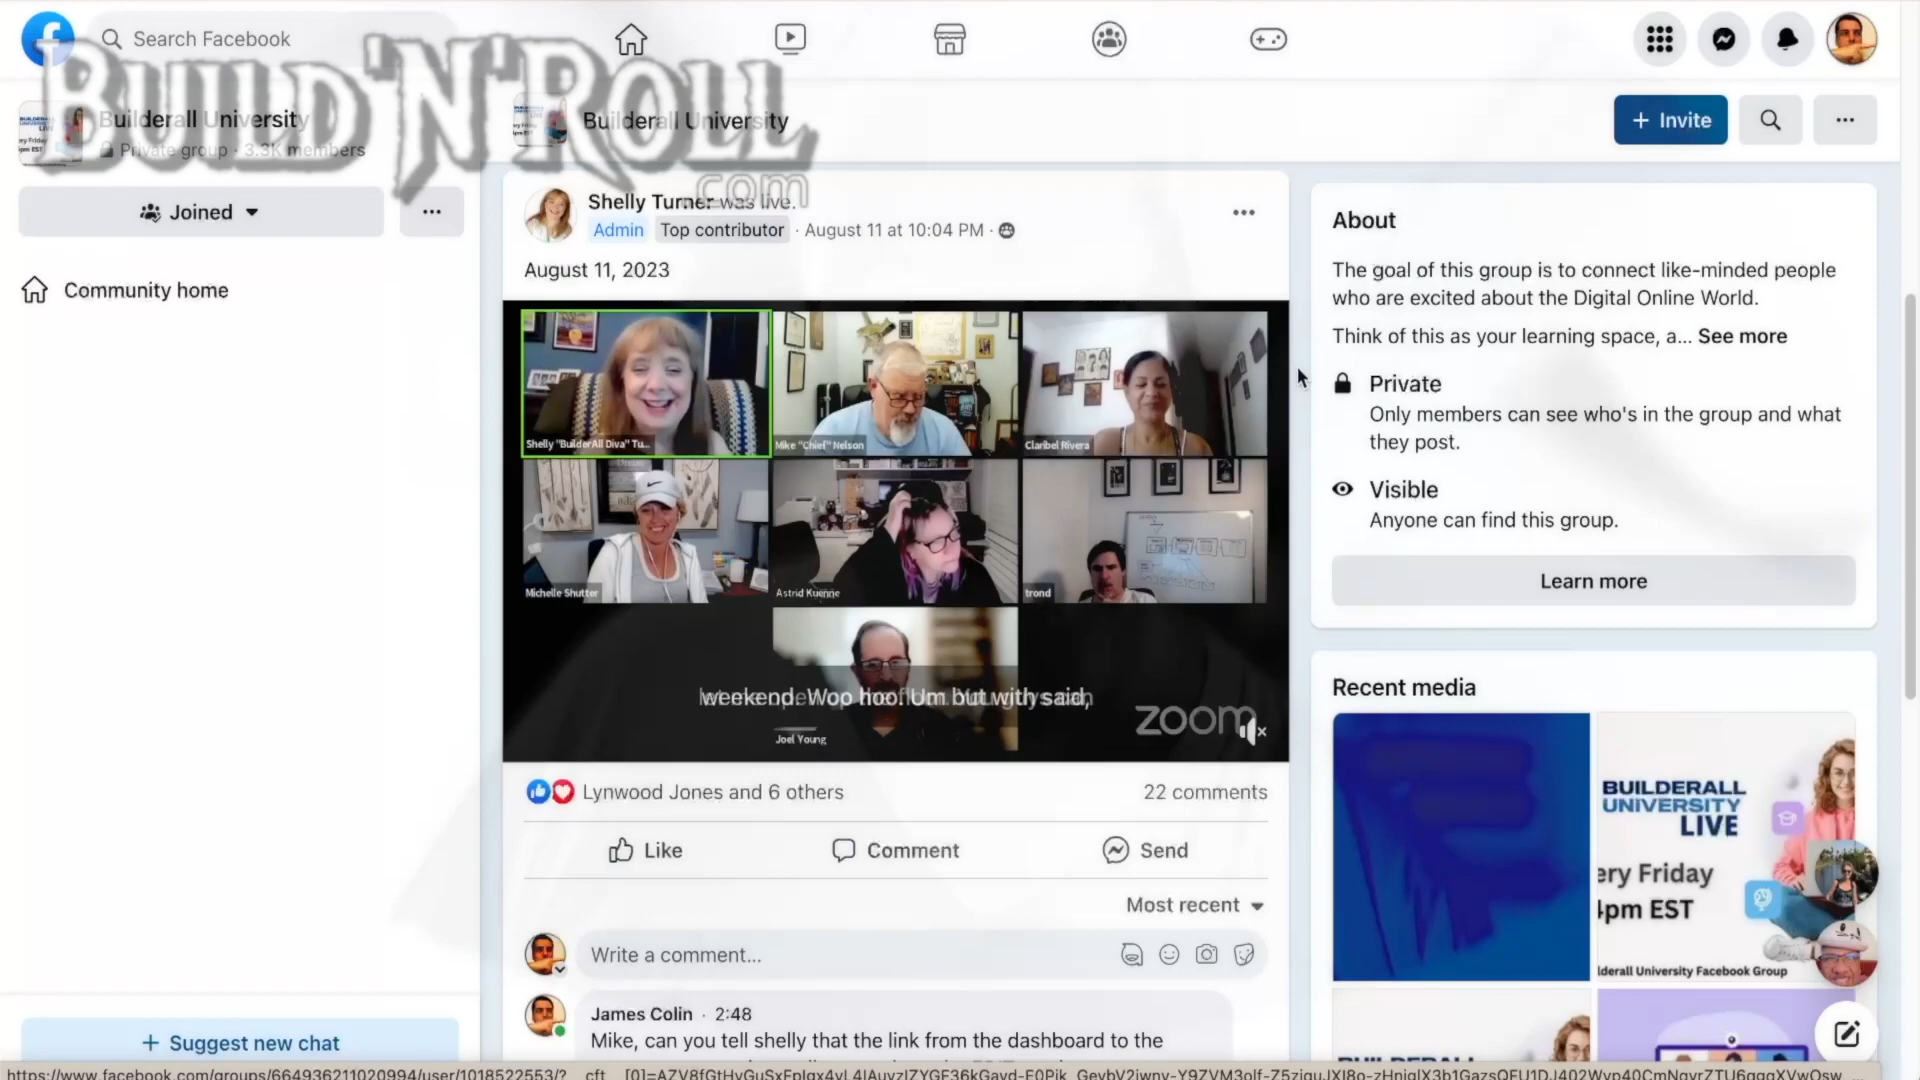 Search Facebook
BUILD'N'ROLL
.com
Builderall University
Private group · 3.3K members
Joined
Community home
+ Suggest new chat
Builderall University
+ Invite
Shelly Turner was live.
Admin Top contributor · August 11 at 10:04 PM ·
August 11, 2023
Shelly "BuilderAll Diva" Tu...
Mike "Chief" Nelson
Claribel Rivera
Michelle Shutter
Astrid Kuenne
trond
weekend. Woo hoo. Um but with said,
zoom
Joel Young
Lynwood Jones and 6 others
22 comments
Like
Comment
Send
Most recent
Write a comment...
James Colin · 2:48
Mike, can you tell shelly that the link from the dashboard to the
About
The goal of this group is to connect like-minded people
who are excited about the Digital Online World.
Think of this as your learning space, a... See more
Private
Only members can see who's in the group and what
they post.
Visible
Anyone can find this group.
Learn more
Recent media
BUILDERALL
UNIVERSITY
LIVE
ery Friday
4pm EST
lderall University Facebook Group